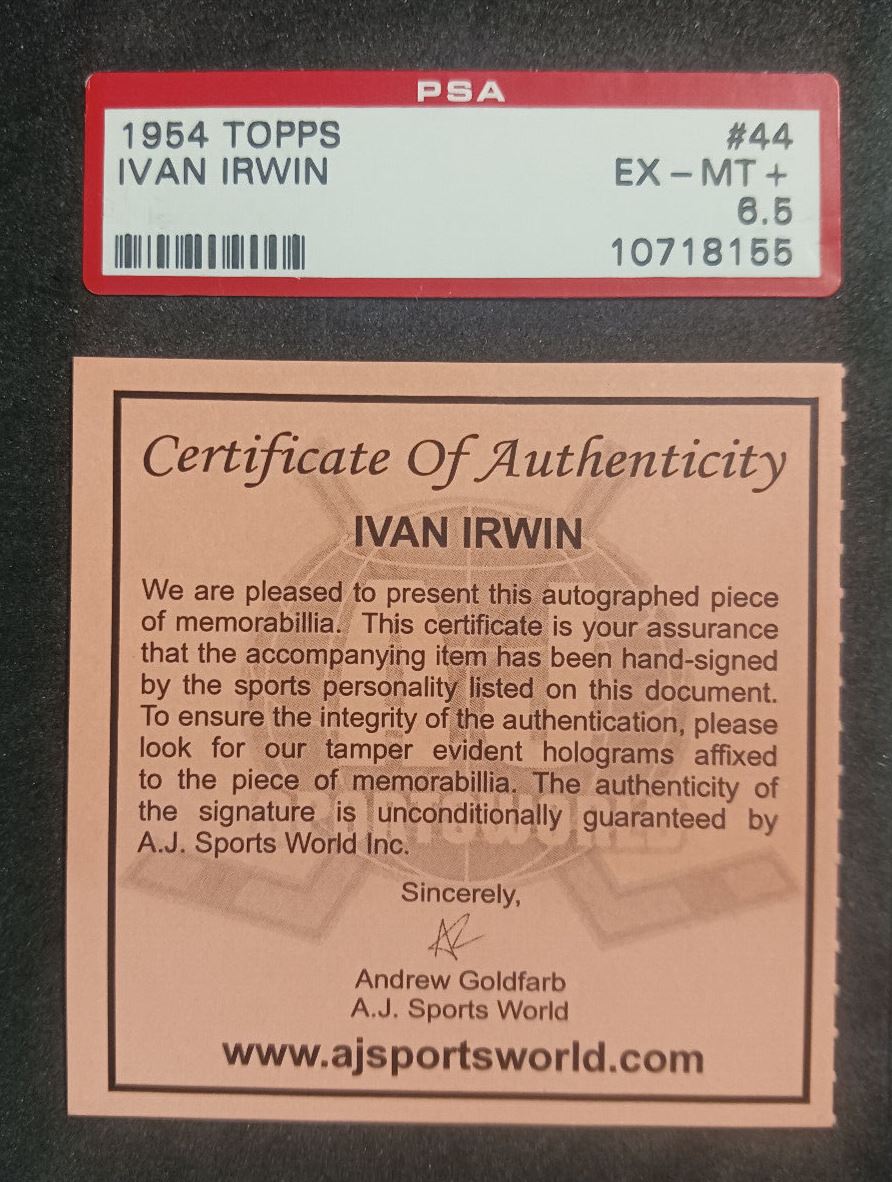 PSA
1954 TOPPS #44
IVAN IRWIN EX - MT +
6.5
10718155
Certificate Of Authenticity
IVAN IRWIN
We are pleased to present this autographed piece
of memorabillia. This certificate is your assurance
that the accompanying item has been hand-signed
by the sports personality listed on this document.
To ensure the integrity of the authentication, please
look for our tamper evident holograms affixed
to the piece of memorabillia. The authenticity of
the signature is unconditionally guaranteed by
A.J. Sports World Inc.
Sincerely,
Andrew Goldfarb
A.J. Sports World
www.ajsportsworld.com